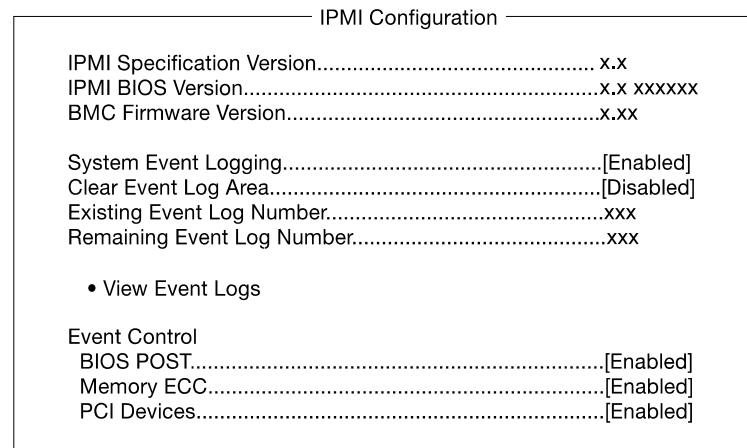 IPMI Configuration
IPMI Specification Version................................................ x.x
IPMI BIOS Version.............................................................x.x xxxxxx
BMC Firmware Version......................................................x.xx
System Event Logging.......................................................[Enabled]
Clear Event Log Area.........................................................[Disabled]
Existing Event Log Number................................................xxx
Remaining Event Log Number............................................xxx
• View Event Logs
Event Control
BIOS POST.......................................................................[Enabled]
Memory ECC....................................................................[Enabled]
PCI Devices......................................................................[Enabled]